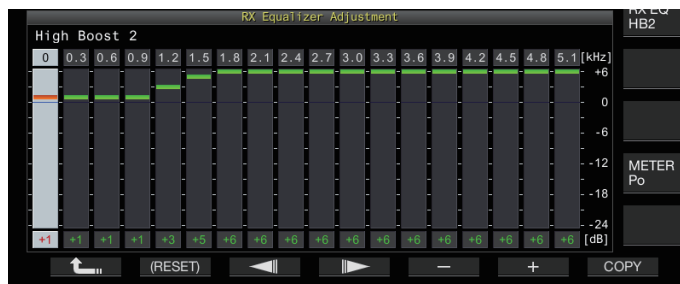 RX Equalizer Adjustment
RX EQ
HB2
High Boost 2
0 0.3 0.6 0.9 1.2 1.5 1.8 2.1 2.4 2.7 3.0 3.3 3.6 3.9 4.2 4.5 4.8 5.1 [kHz]
+6
0
-6
-12
METER
Po
-18
-24
+1 +1 +1 +1 +3 +5 +6 +6 +6 +6 +6 +6 +6 +6 +6 +6 +6 +6 [dB]
(RESET) − + COPY